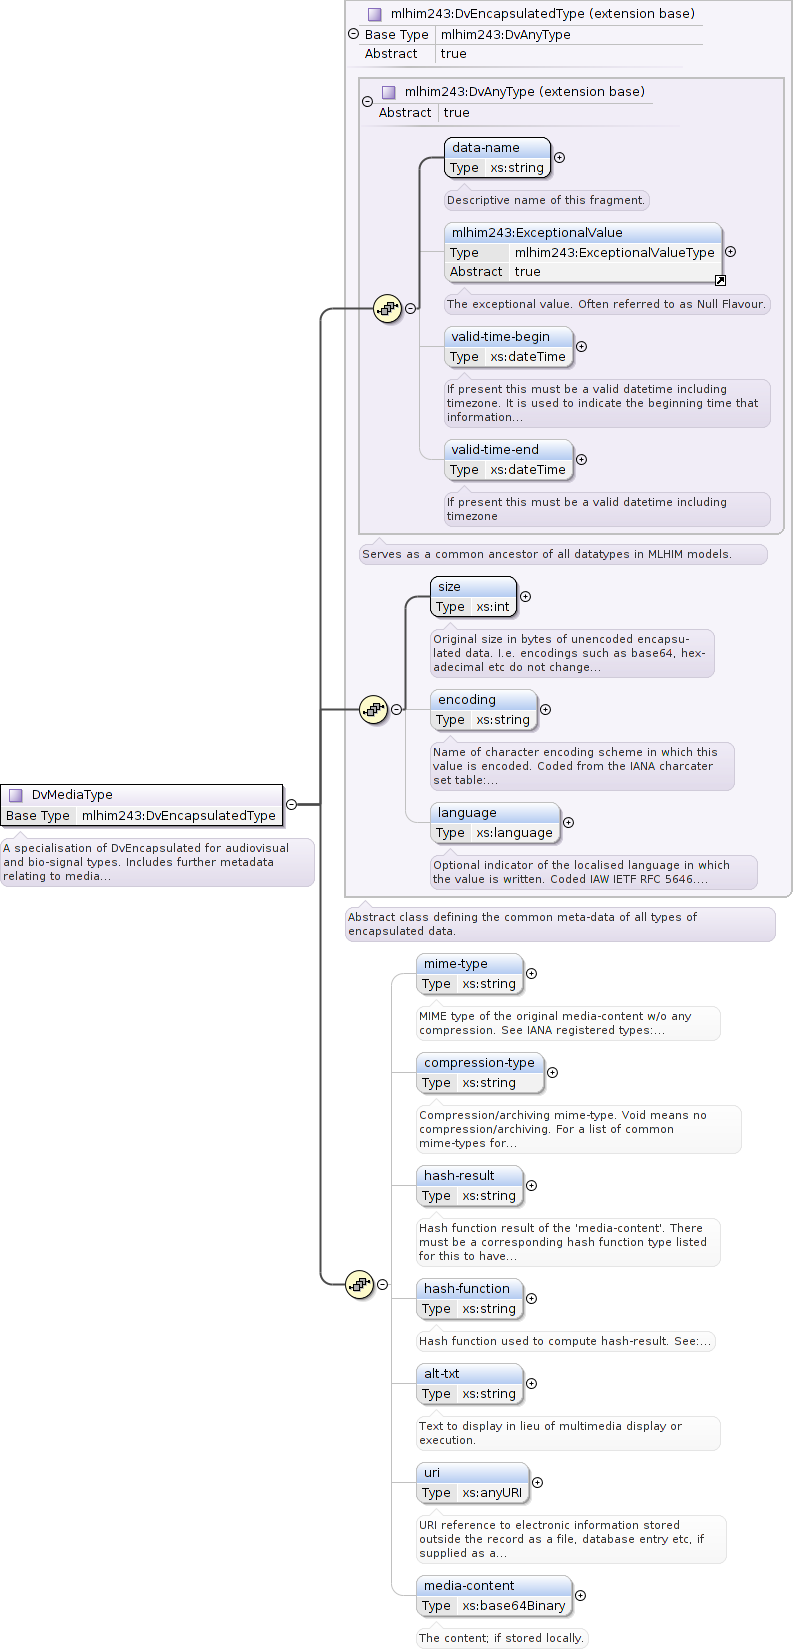 mlhim243:DvEncapsulatedType (extension base)
Base Type mlhim243:DvAnyType
Abstract true
mlhim243:DvAnyType (extension base)
Abstract true
data-name
Type xs:string
Descriptive name of this fragment.
mlhim243:ExceptionalValue
Type mlhim243:ExceptionalValueType
Abstract true
The exceptional value. Often referred to as Null Flavour.
valid-time-begin
Type xs:dateTime
If present this must be a valid datetime including
timezone. It is used to indicate the beginning time that
information...
valid-time-end
Type xs:dateTime
If present this must be a valid datetime including
timezone
Serves as a common ancestor of all datatypes in MLHIM models.
size
Type xs:int
Original size in bytes of unencoded encapsu-
lated data. I.e. encodings such as base64, hex-
adecimal etc do not change...
encoding
Type xs:string
Name of character encoding scheme in which this
value is encoded. Coded from the IANA charcater
set table:...
language
Type xs:language
Optional indicator of the localised language in which
the value is written. Coded IAW IETF RFC 5646....
Abstract class defining the common meta-data of all types of
encapsulated data.
DvMediaType
Base Type mlhim243:DvEncapsulatedType
A specialisation of DvEncapsulated for audiovisual
and bio-signal types. Includes further metadata
relating to media...
mime-type
Type xs:string
MIME type of the original media-content w/o any
compression. See IANA registered types:...
compression-type
Type xs:string
Compression/archiving mime-type. Void means no
compression/archiving. For a list of common
mime-types for...
hash-result
Type xs:string
Hash function result of the 'media-content'. There
must be a corresponding hash function type listed
for this to have...
hash-function
Type xs:string
Hash function used to compute hash-result. See:...
alt-txt
Type xs:string
Text to display in lieu of multimedia display or
execution.
uri
Type xs:anyURI
URI reference to electronic information stored
outside the record as a file, database entry etc, if
supplied as a...
media-content
Type xs:base64Binary
The content; if stored locally.